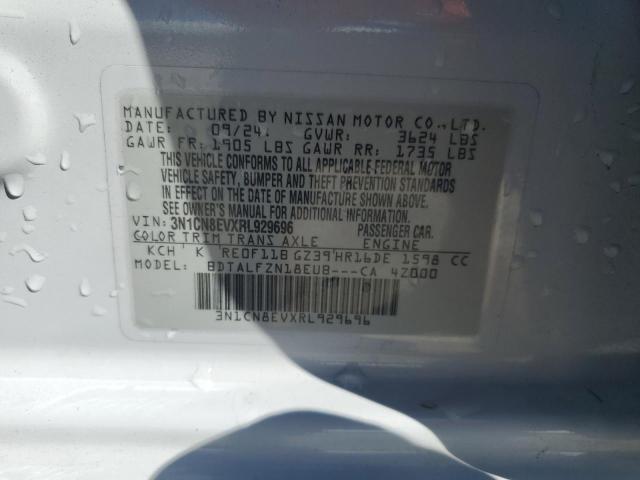 MANUFACTURED BY NISSAN MOTOR CO.,LTD.
DATE: 09/24 GVWR: 3624 LBS
GAWR FR: 1905 LBS GAWR RR: 1735 LBS
THIS VEHICLE CONFORMS TO ALL APPLICABLE FEDERAL MOTOR
VEHICLE SAFETY, BUMPER AND THEFT PREVENTION STANDARDS
IN EFFECT ON THE DATE OF MANUFACTURE SHOWN ABOVE.
SEE OWNER'S MANUAL FOR ADDITIONAL INFORMATION.
VIN: 3N1CN8EVXRL929696 PASSENGER CAR.
COLOR TRIM TRANS AXLE ENGINE
KCH K RE0F11B GZ39 HR16DE 1598 CC
MODEL: BDTALFZN18EUB---CA 4Z000
3N1CN8EVXRL929696